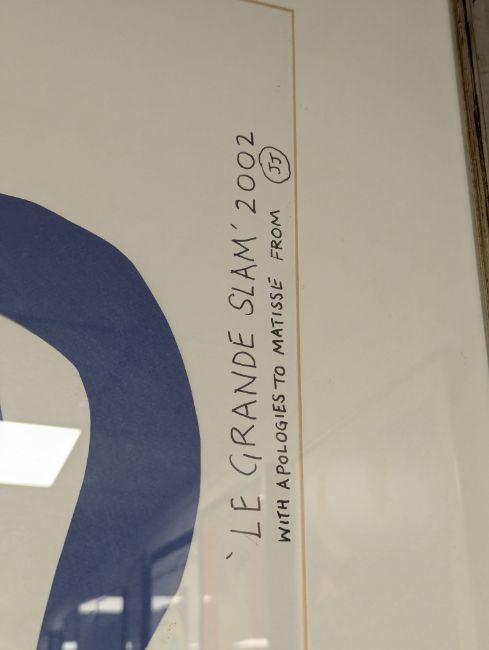 ‘LE GRANDE SLAM’ 2002
WITH APOLOGIES TO MATISSE FROM JJ